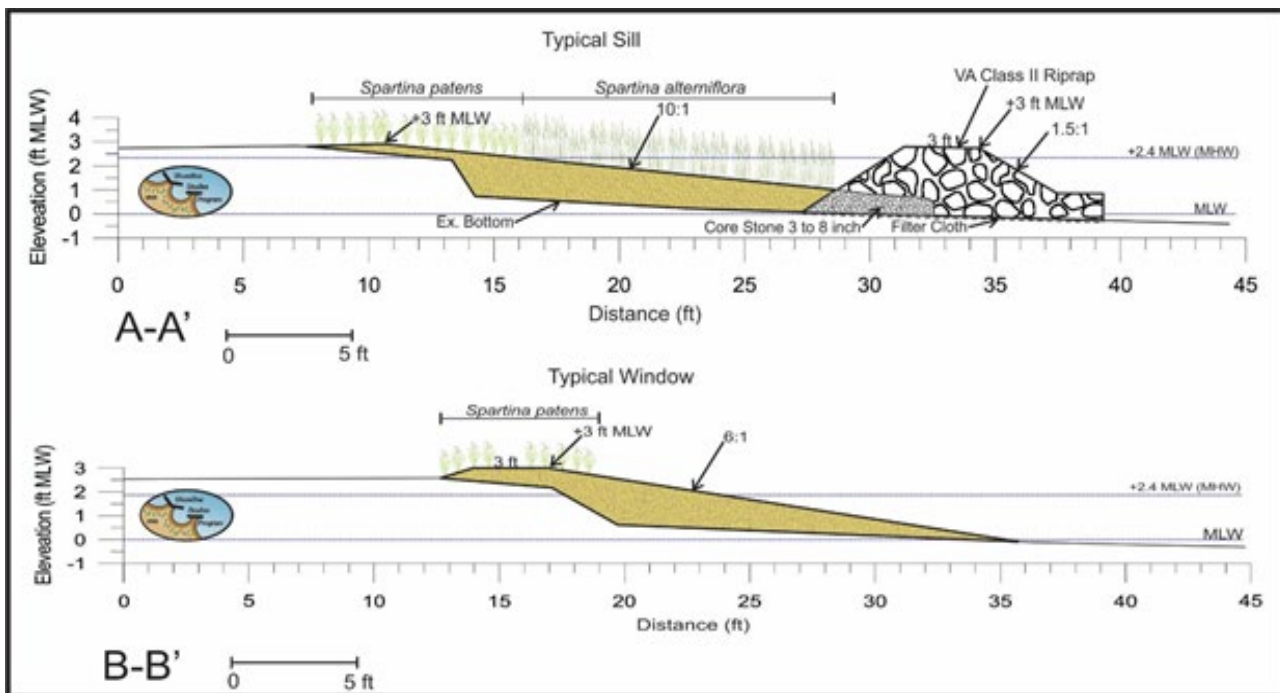 Typical Sill
Spartina patens Spartina alterniflora
VA Class II Riprap
+3 ft MLW 10:1 +3 ft MLW
3 ft 1.5:1
Eleveation (ft MLW)
4
3
2
1
0
-1
+2.4 MLW (MHW)
MLW
Ex. Bottom Core Stone 3 to 8 inch Filter Cloth
0 5 10 15 20 25 30 35 40 45
Distance (ft)
A-A'
0 5 ft
Typical Window
Spartina patens
+3 ft MLW 6:1
3 ft
Eleveation (ft MLW)
3
2
1
0
-1
+2.4 MLW (MHW)
MLW
0 5 10 15 20 25 30 35 40 45
Distance (ft)
B-B'
0 5 ft